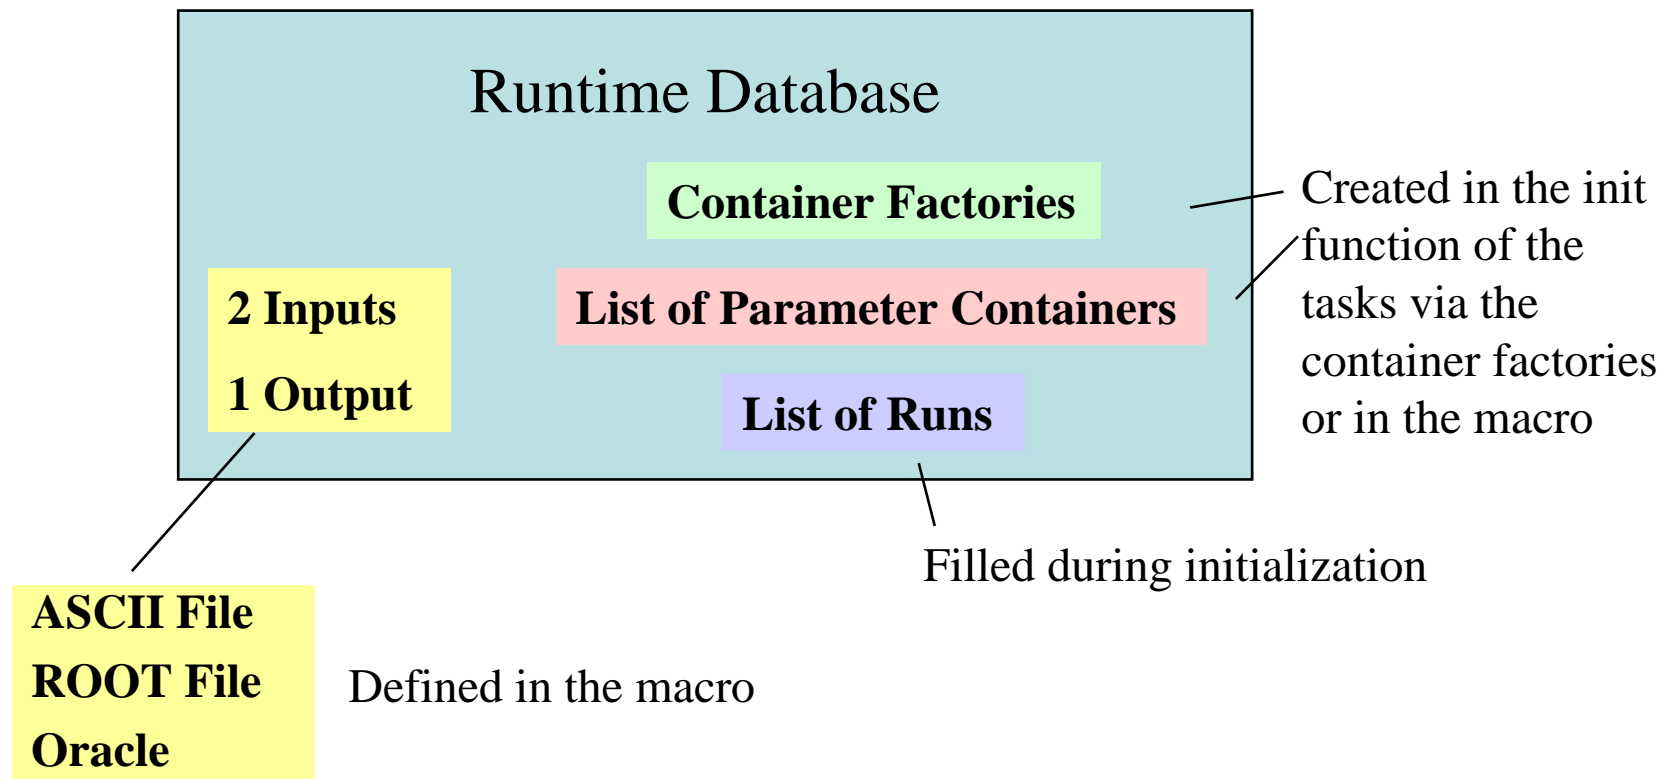 Runtime Database
Container Factories
List of Parameter Containers
List of Runs
2 Inputs
1 Output
Created in the init
function of the
tasks via the
container factories
or in the macro
Filled during initialization
ASCII File
ROOT File
Oracle
Defined in the macro